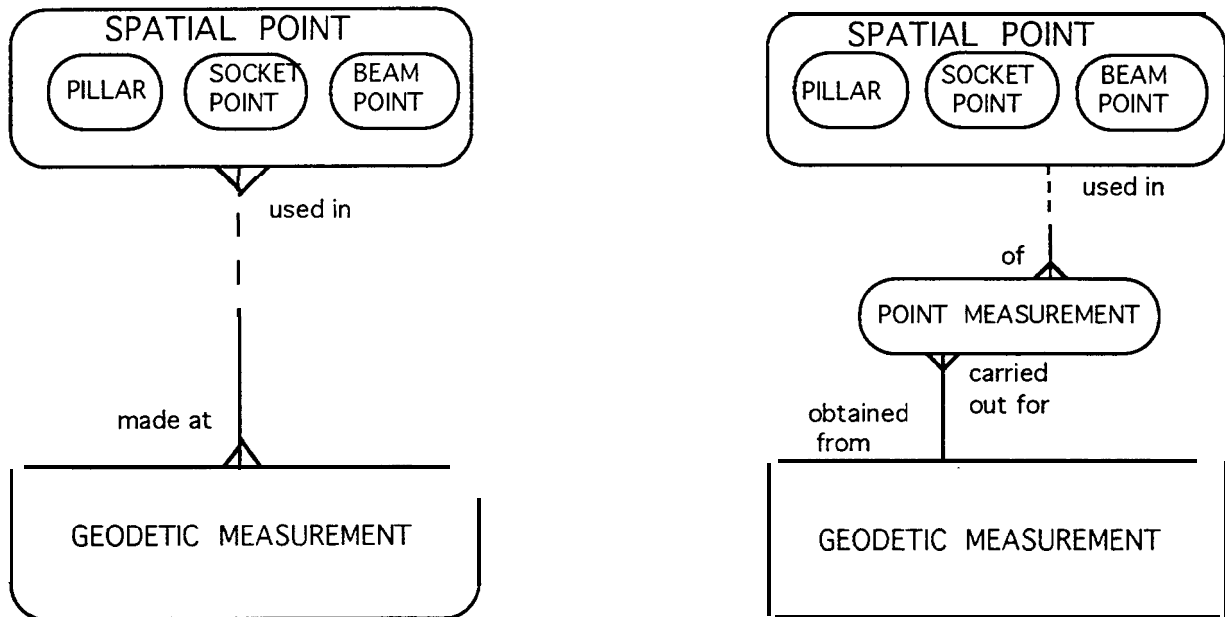 SPATIAL POINT
PILLAR
SOCKET
POINT
BEAM
POINT
used in
made at
GEODETIC MEASUREMENT
SPATIAL POINT
PILLAR
SOCKET
POINT
BEAM
POINT
used in
of
POINT MEASUREMENT
carried
out for
obtained
from
GEODETIC MEASUREMENT